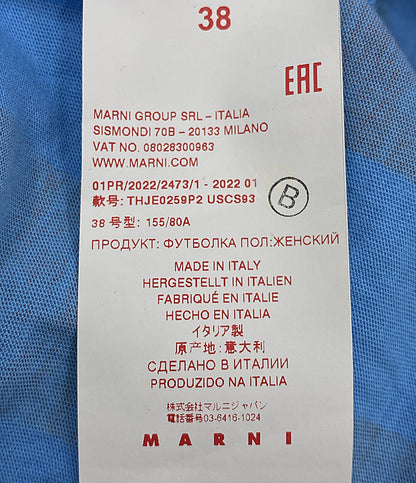 38
EAC
MARNI GROUP SRL – ITALIA
SISMONDI 70B – 20133 MILANO
VAT NO. 08028300963
WWW.MARNI.COM
01PR/2022/2473/1 - 2022 01
款号: THJE0259P2 USCS93
B
38 号型: 155/80A
ПРОДУКТ: ФУТБОЛКА ПОЛ:ЖЕНСКИЙ
MADE IN ITALY
HERGESTELLT IN ITALIEN
FABRIQUÉ EN ITALIE
HECHO EN ITALIA
イタリア製
原产地: 意大利
СДЕЛАНО В ИТАЛИИ
PRODUZIDO NA ITALIA
株式会社マルニジャパン
電話番号03-6416-1024
MARNI